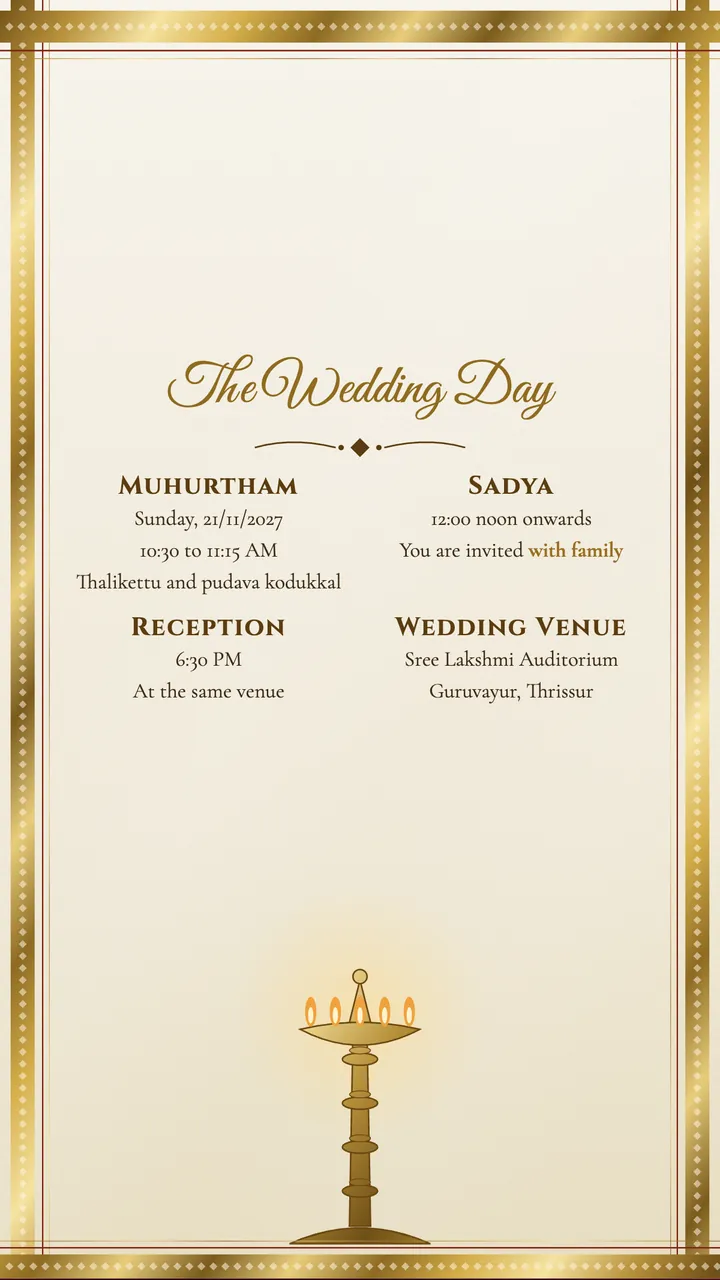 The Wedding Day
MUHURTHAM
Sunday, 21/11/2027
10:30 to 11:15 AM
Thalikettu and pudava kodukkal
SADYA
12:00 noon onwards
You are invited with family
RECEPTION
6:30 PM
At the same venue
WEDDING VENUE
Sree Lakshmi Auditorium
Guruvayur, Thrissur